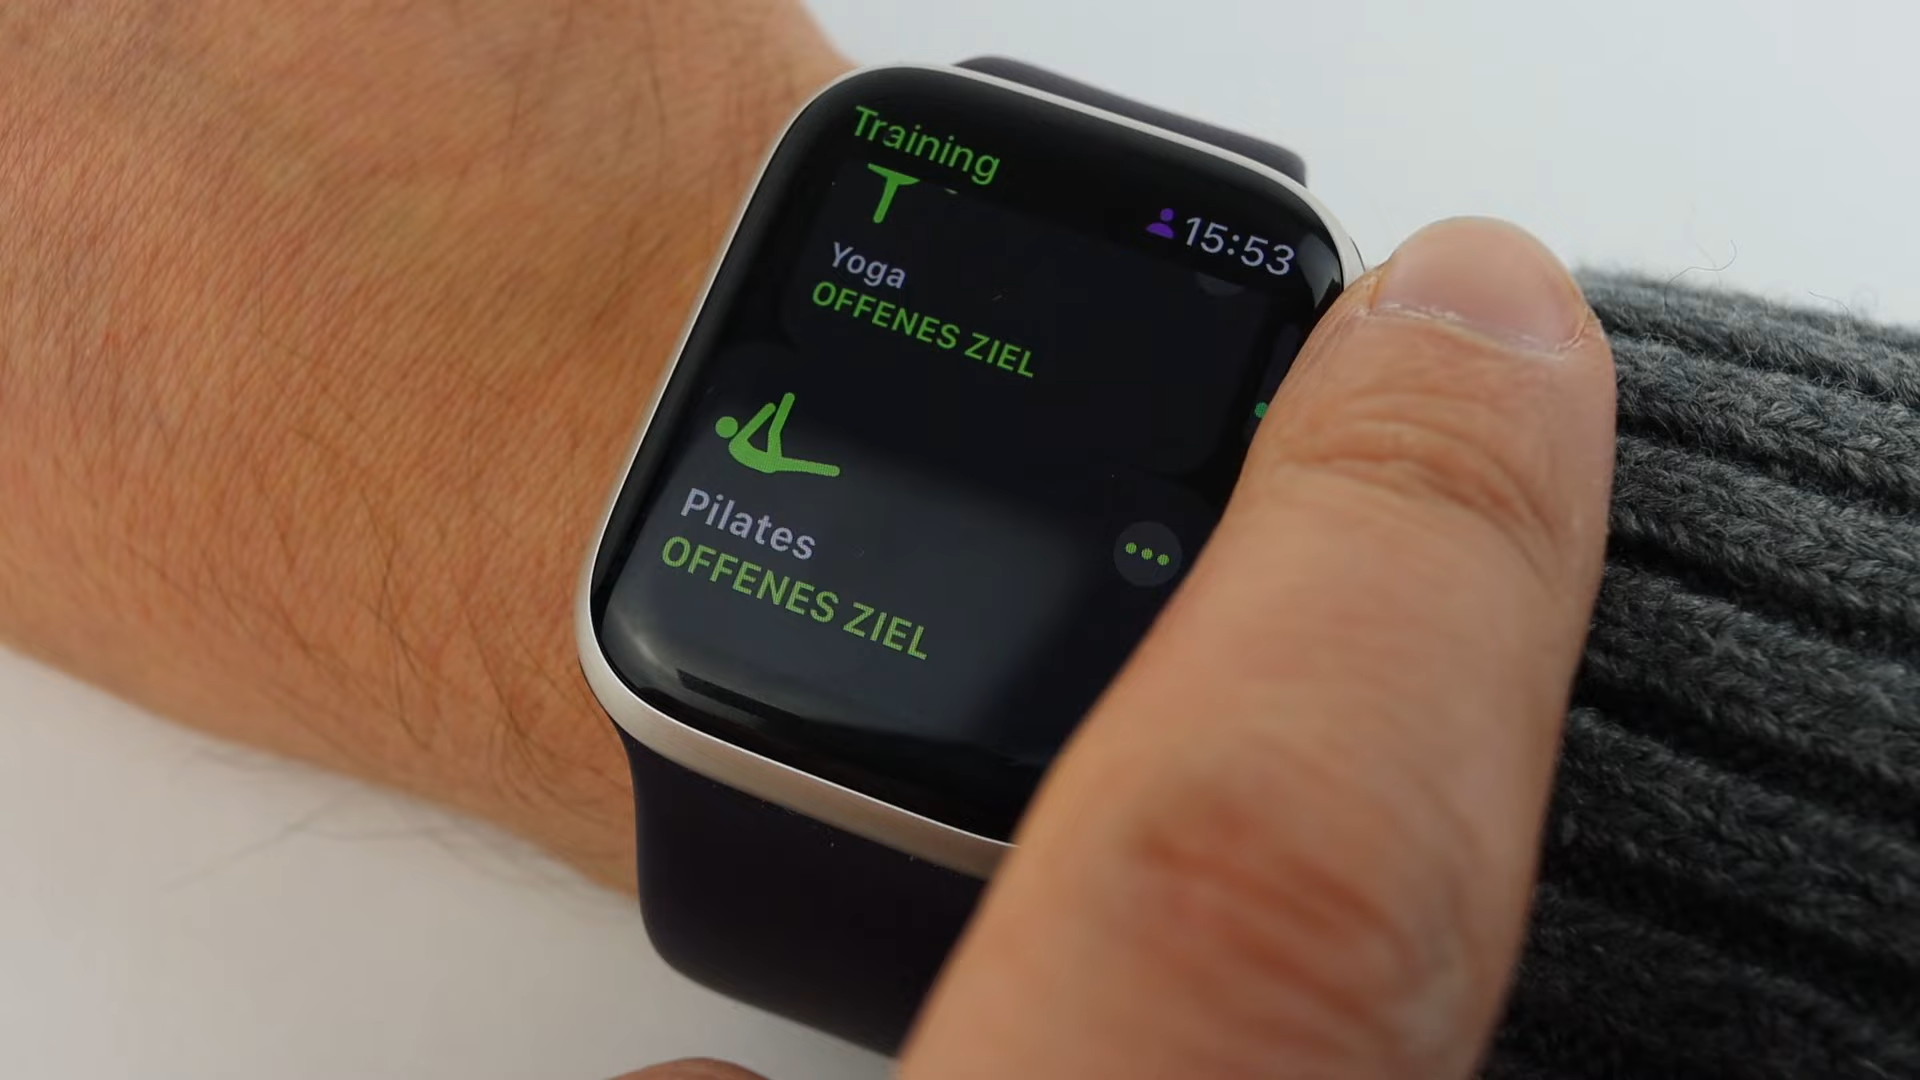 Training
15:53
Yoga
OFFENES ZIEL
Pilates
OFFENES ZIEL